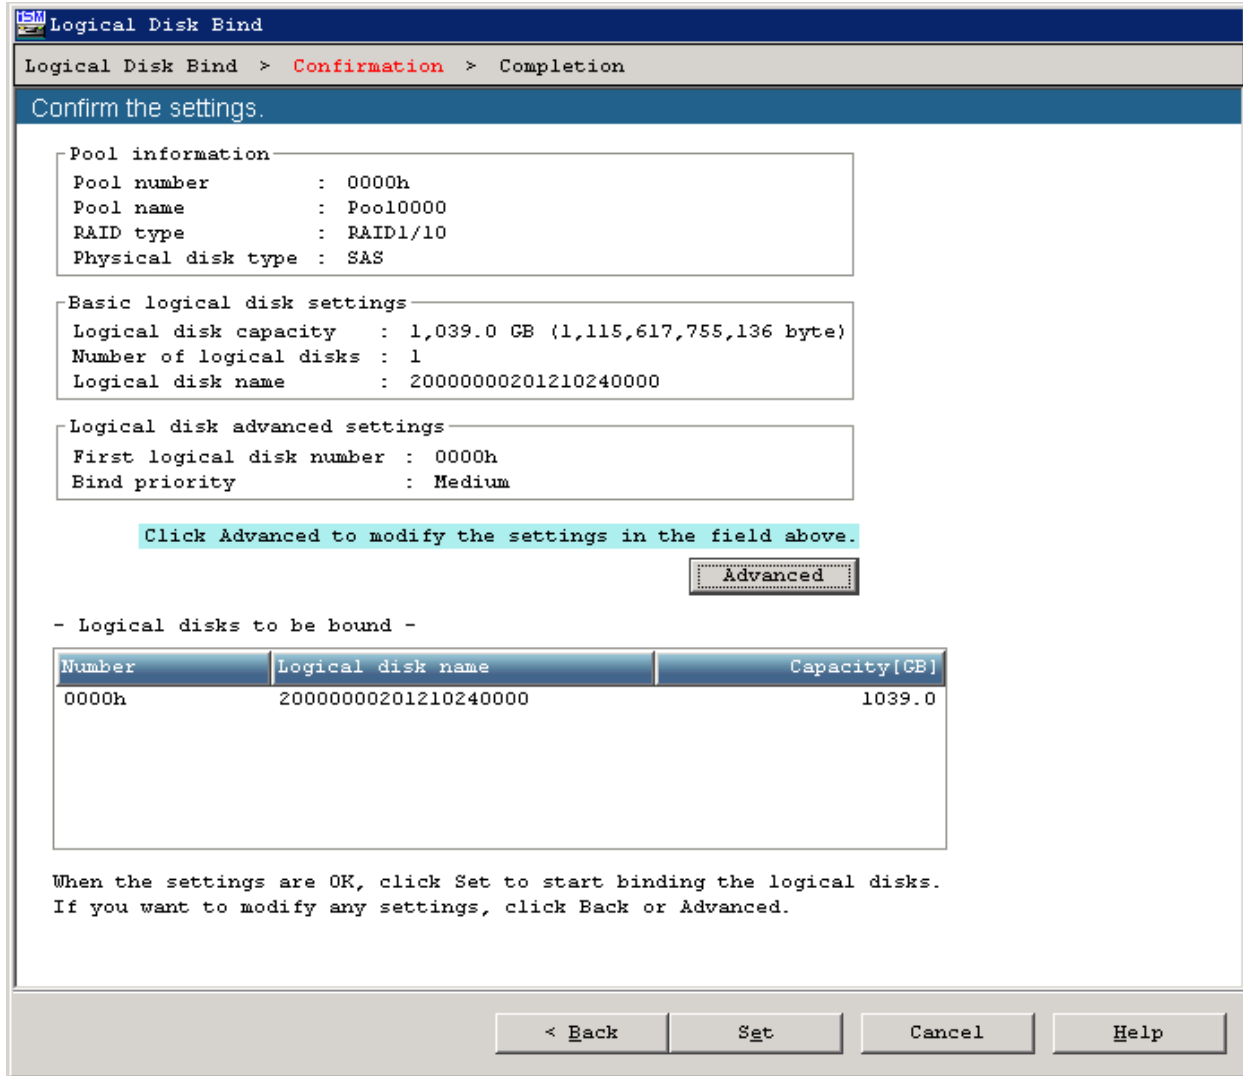 iSM
Logical Disk Bind
Logical Disk Bind > Confirmation > Completion
Confirm the settings.
Pool information
Pool number : 0000h
Pool name : Pool0000
RAID type : RAID1/10
Physical disk type : SAS
Basic logical disk settings
Logical disk capacity : 1,039.0 GB (1,115,617,755,136 byte)
Number of logical disks : 1
Logical disk name : 20000000201210240000
Logical disk advanced settings
First logical disk number : 0000h
Bind priority : Medium
Click Advanced to modify the settings in the field above.
Advanced
- Logical disks to be bound -
Number Logical disk name Capacity[GB]
0000h 20000000201210240000 1039.0
When the settings are OK, click Set to start binding the logical disks.
If you want to modify any settings, click Back or Advanced.
< Back Set Cancel Help